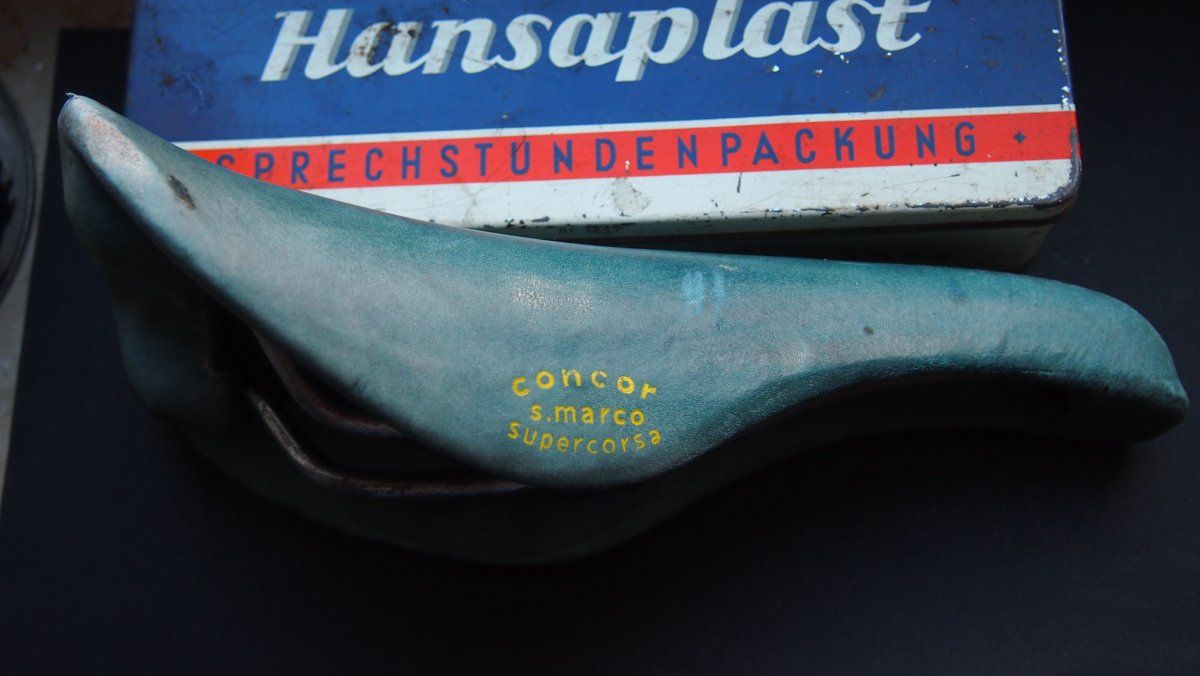 Hansaplast
SPRECHSTUNDENPACKUNG
concor
s.marco
supercorsa